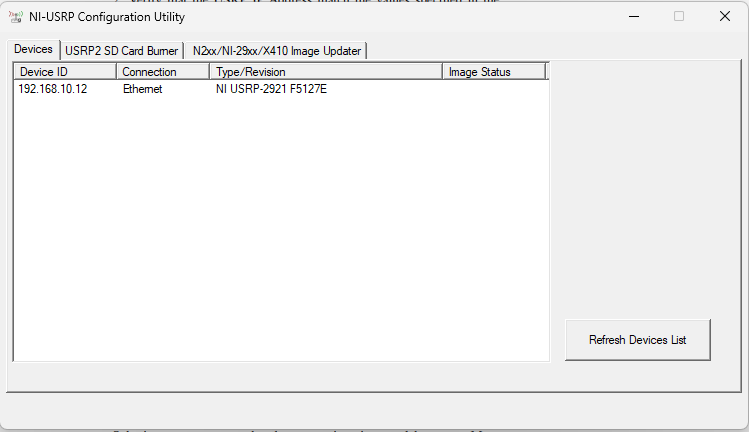 NI-USRP Configuration Utility
Devices USRP2 SD Card Burner N2xx/NI-29xx/X410 Image Updater
Device ID Connection Type/Revision Image Status
192.168.10.12 Ethernet NI USRP-2921 F5127E
Refresh Devices List